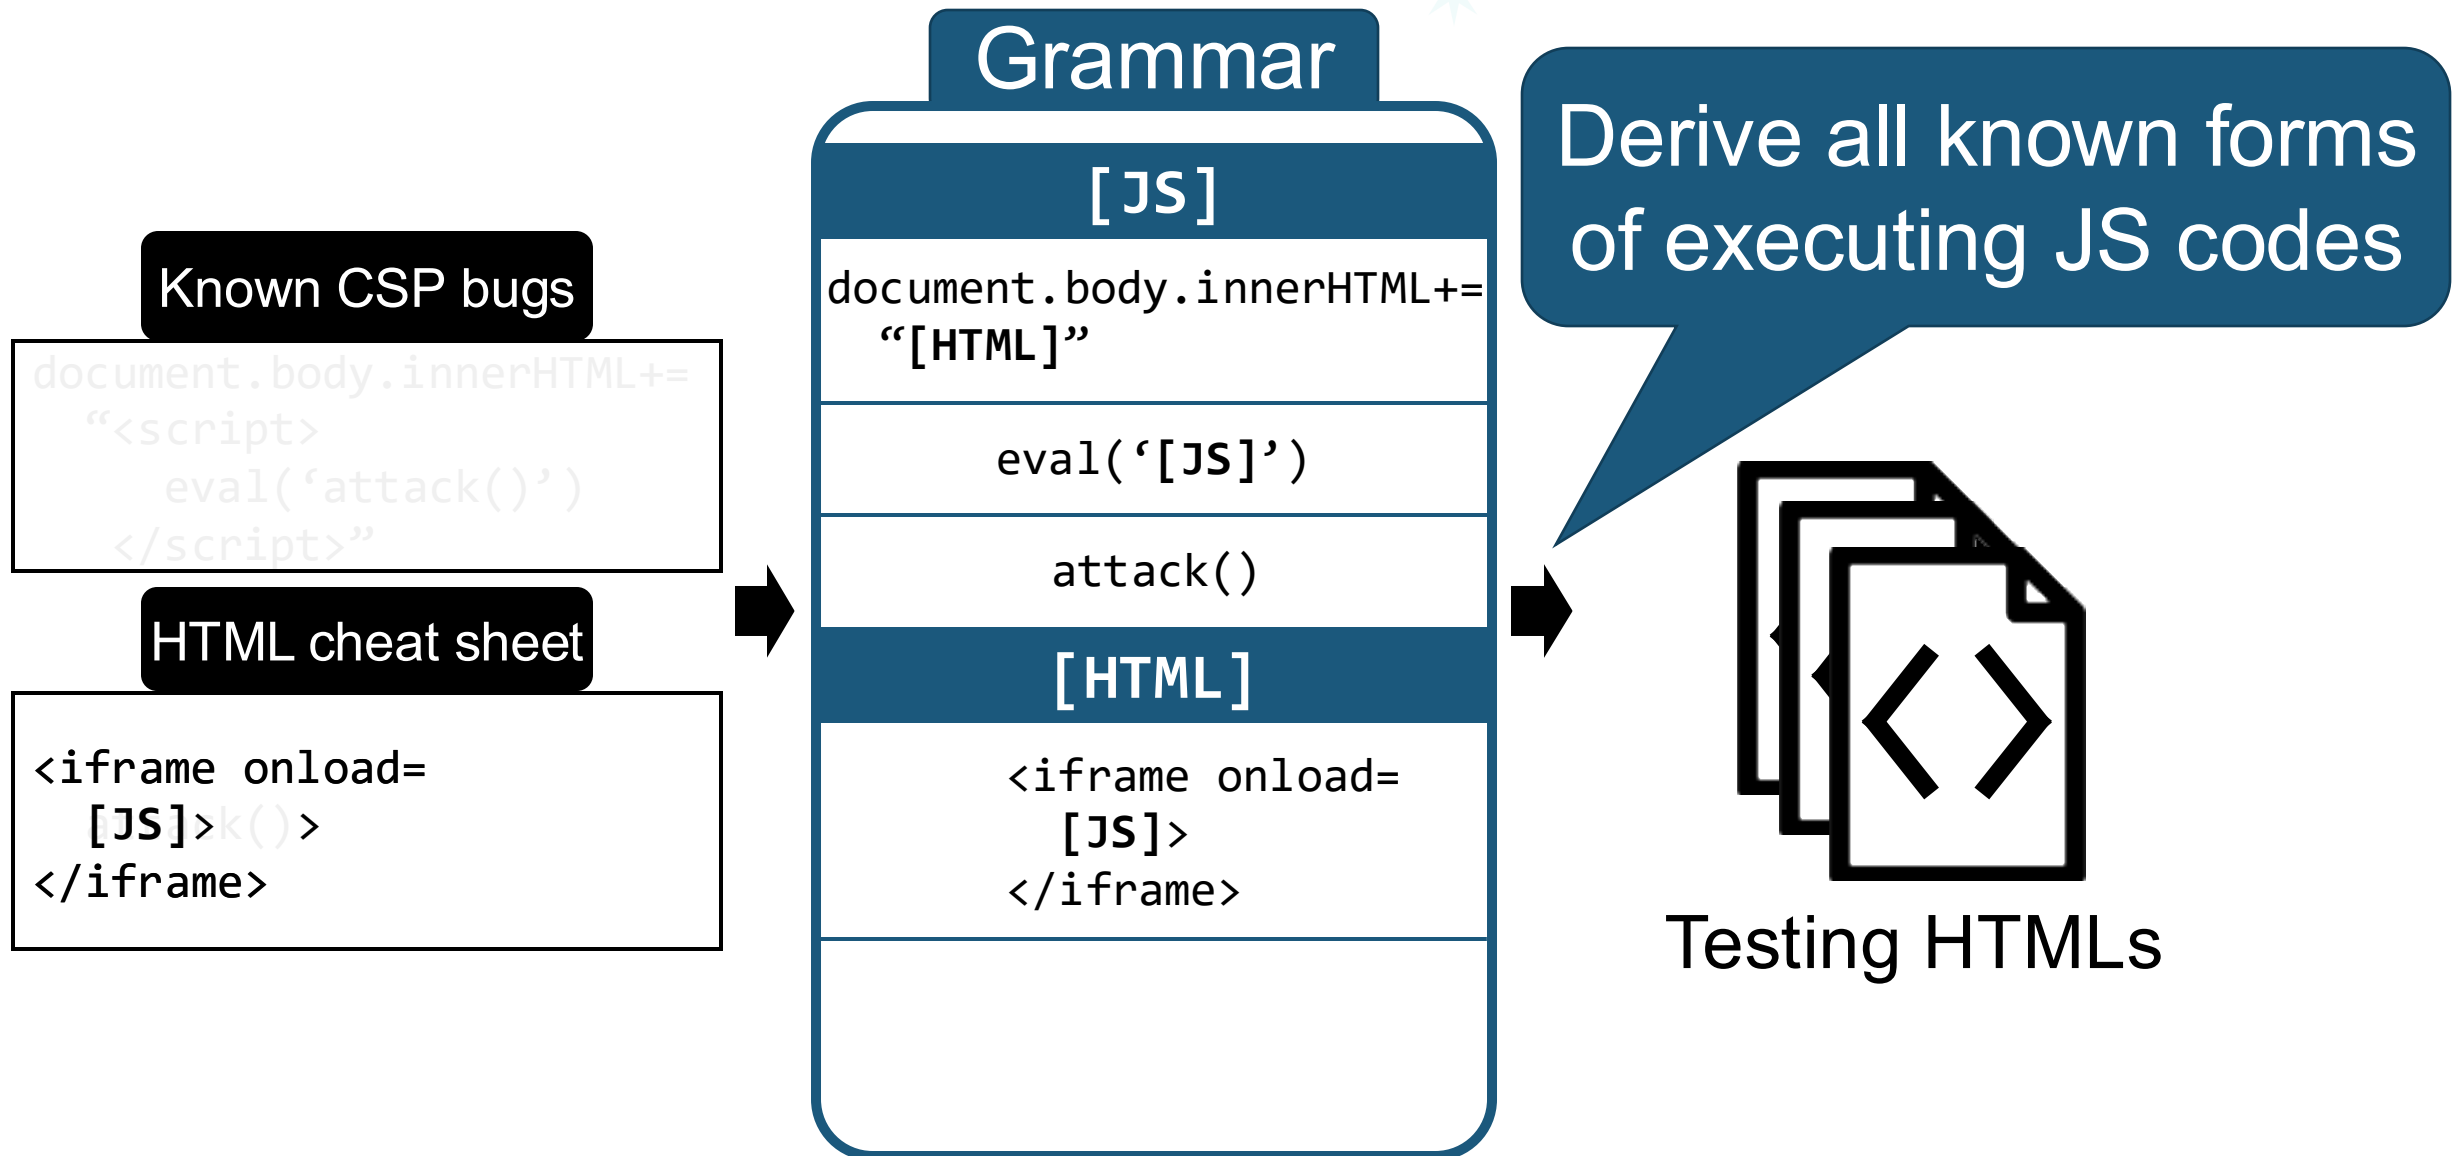 Known CSP bugs
document.body.innerHTML+=
“<script>
eval(‘attack()’)
</script>”
HTML cheat sheet
<iframe onload=
[JS]>
attack()>
</iframe>
Grammar
[JS]
document.body.innerHTML+=
“[HTML]”
eval(‘[JS]’)
attack()
[HTML]
<iframe onload=
[JS]>
</iframe>
Derive all known forms
of executing JS codes
Testing HTMLs